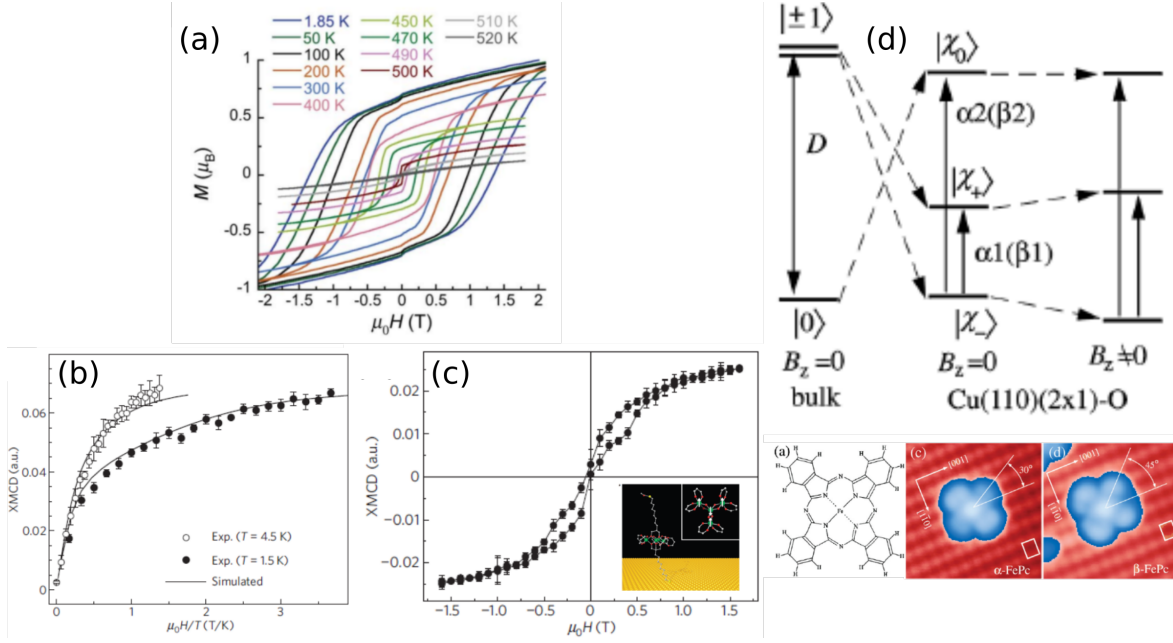 (a)
1.85 K 450 K 510 K
50 K 470 K 520 K
100 K 490 K
200 K 500 K
300 K
400 K
1
0.5
0
-0.5
-1
M (μB)
-2 -1.5 -1 -0.5 0 0.5 1 1.5 2
μ0H (T)
(d)
|±1⟩
|χ0⟩
α2(β2)
D
|χ+⟩
α1(β1)
|0⟩
|χ−⟩
Bz=0 Bz=0 Bz≠0
bulk Cu(110)(2x1)-O
(b)
XMCD (a.u.)
0.06
0.04
0.02
0
Exp. (T = 4.5 K)
Exp. (T = 1.5 K)
Simulated
0 1 2 3
μ0H/T (T/K)
(c)
XMCD (a.u.)
0.02
0.01
0
−0.01
−0.02
−1.5 −1.0 −0.5 0 0.5 1.0 1.5
μ0H (T)
(a)
H H
H H
H H
N N N
N Fe N
N N N
H H
H H
H H
(c)
[001]
[11̄0]
30°
α-FePc
(d)
[001]
[11̄0]
45°
β-FePc